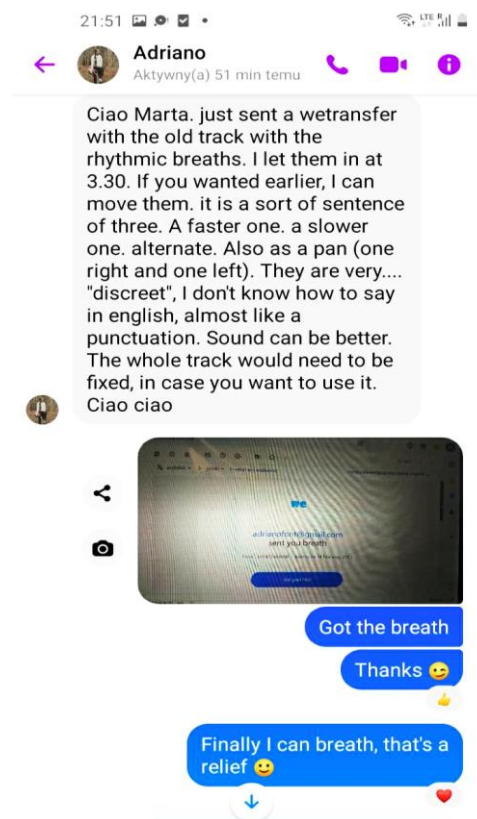 21:51
LTE
Adriano
Aktywny(a) 51 min temu
Ciao Marta. just sent a wetransfer
with the old track with the
rhythmic breaths. I let them in at
3.30. If you wanted earlier, I can
move them. it is a sort of sentence
of three. A faster one. a slower
one. alternate. Also as a pan (one
right and one left). They are very....
"discreet", I don't know how to say
in english, almost like a
punctuation. Sound can be better.
The whole track would need to be
fixed, in case you want to use it.
Ciao ciao
we
sent you breath
Got the breath
Thanks 😉
Finally I can breath, that's a
relief 🙂